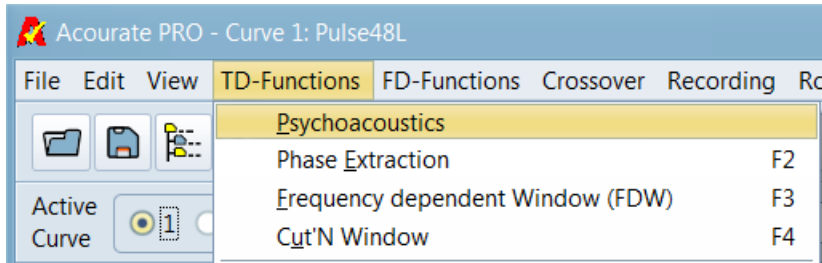 Acourate PRO - Curve 1: Pulse48L
File Edit View TD-Functions FD-Functions Crossover Recording Ro
Psychoacoustics
Phase Extraction F2
Frequency dependent Window (FDW) F3
Cut'N Window F4
Active
Curve
1